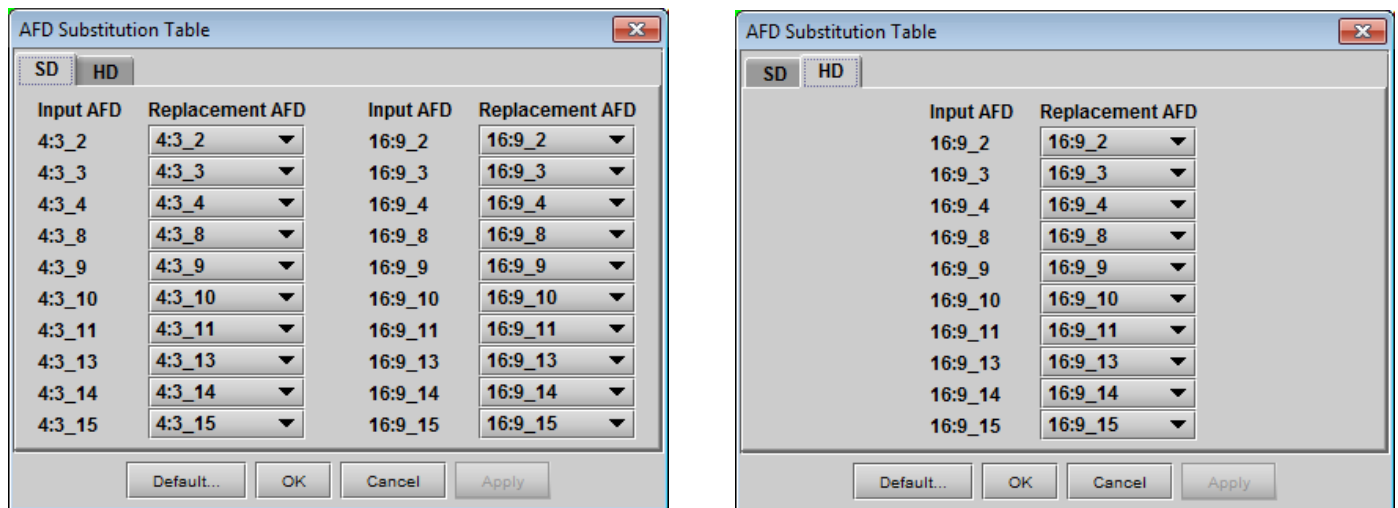 AFD Substitution Table
SD HD
Input AFD Replacement AFD Input AFD Replacement AFD
4:3_2 4:3_2 16:9_2 16:9_2
4:3_3 4:3_3 16:9_3 16:9_3
4:3_4 4:3_4 16:9_4 16:9_4
4:3_8 4:3_8 16:9_8 16:9_8
4:3_9 4:3_9 16:9_9 16:9_9
4:3_10 4:3_10 16:9_10 16:9_10
4:3_11 4:3_11 16:9_11 16:9_11
4:3_13 4:3_13 16:9_13 16:9_13
4:3_14 4:3_14 16:9_14 16:9_14
4:3_15 4:3_15 16:9_15 16:9_15
Default... OK Cancel Apply
AFD Substitution Table
SD HD
Input AFD Replacement AFD
16:9_2 16:9_2
16:9_3 16:9_3
16:9_4 16:9_4
16:9_8 16:9_8
16:9_9 16:9_9
16:9_10 16:9_10
16:9_11 16:9_11
16:9_13 16:9_13
16:9_14 16:9_14
16:9_15 16:9_15
Default... OK Cancel Apply